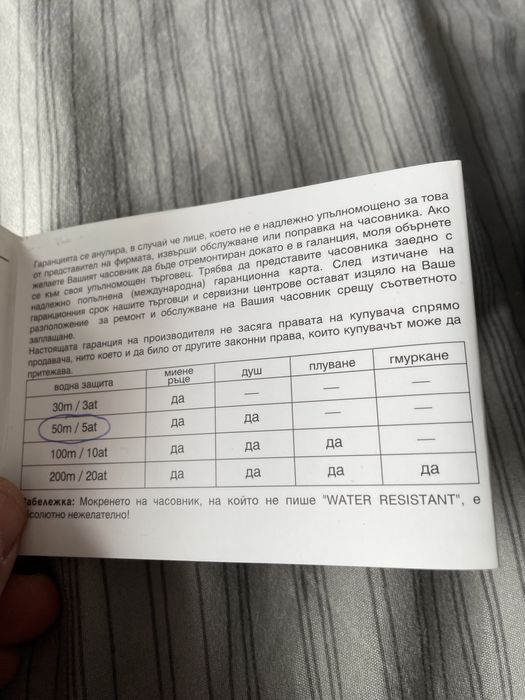 Гаранцията се анулира, в случай че лице, което не е надлежно упълномощено за това
от представител на фирмата, извърши обслужване или поправка на часовника. Ако
желаете Вашият часовник да бъде отремонтиран докато е в галанция, моля обърнете
се към своя упълномощен търговец. Трябва да представите часовника заедно с
надлежно попълнена (международна) гаранционна карта. След изтичане на
гаранционния срок нашите търговци и сервизни центрове остават изцяло на Ваше
разположение за ремонт и обслужване на Вашия часовник срещу съответното
заплащане.
Настоящата гаранция на производителя не засяга правата на купувача спрямо
продавача, нито което и да било от другите законни права, които купувачът може да
притежава.
водна защита миене ръце душ плуване гмуркане
30m / 3at да — — —
50m / 5at да да — —
100m / 10at да да да —
200m / 20at да да да да
Забележка: Мокренето на часовник, на който не пише "WATER RESISTANT", е
абсолютно нежелателно!